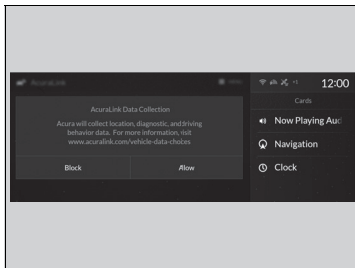 AcuraLink
12:00
AcuraLink Data Collection
Acura will collect location, diagnostic, and driving
behavior data. For more information, visit
www.acuralink.com/vehicle-data-choices
Block
Allow
Cards
Now Playing Aud
Navigation
Clock